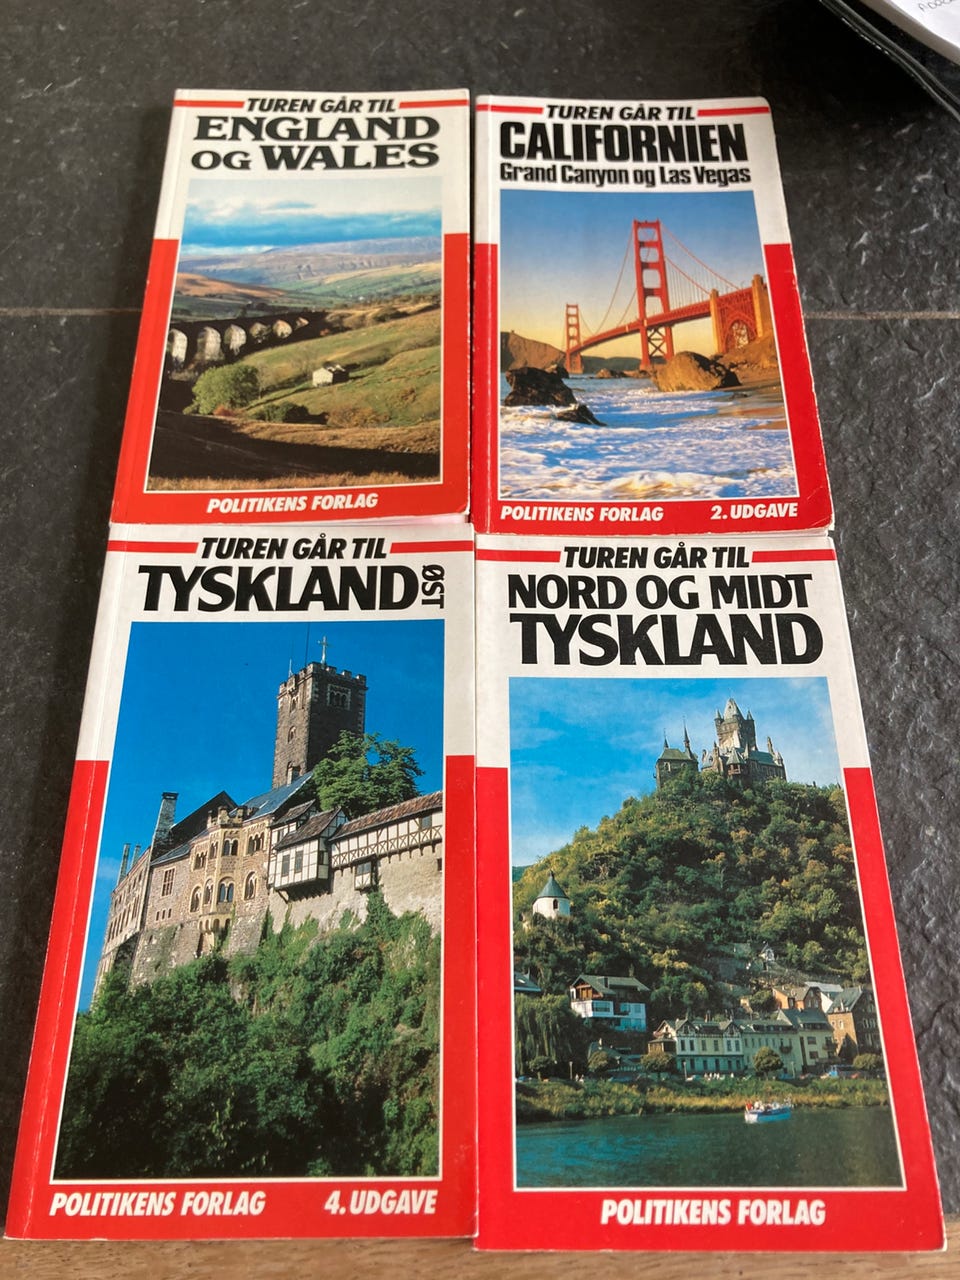 TUREN GÅR TIL
ENGLAND
OG WALES
POLITIKENS FORLAG
TUREN GÅR TIL
CALIFORNIEN
Grand Canyon og Las Vegas
POLITIKENS FORLAG 2. UDGAVE
TUREN GÅR TIL
TYSKLAND ØST
POLITIKENS FORLAG 4. UDGAVE
TUREN GÅR TIL
NORD OG MIDT
TYSKLAND
POLITIKENS FORLAG